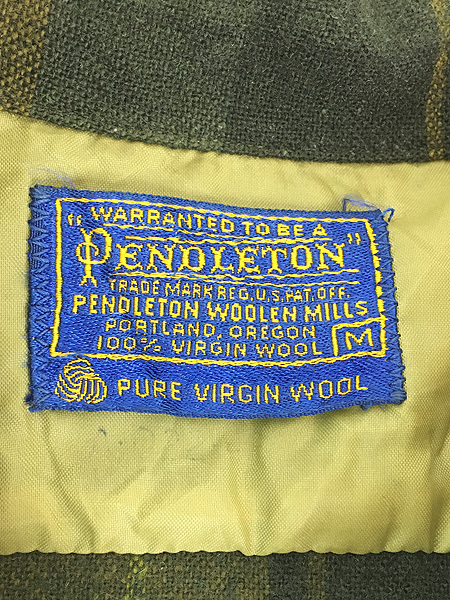 "WARRANTED TO BE A
PENDLETON"
TRADE MARK REG. U.S. PAT. OFF.
PENDLETON WOOLEN MILLS
PORTLAND, OREGON
100% VIRGIN WOOL M
PURE VIRGIN WOOL